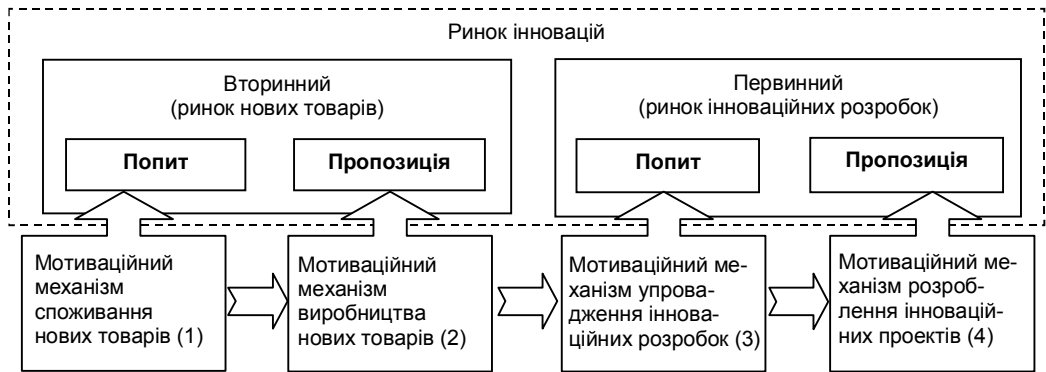 Ринок інновацій
Вторинний
(ринок нових товарів)
Первинний
(ринок інноваційних розробок)
Попит
Пропозиція
Попит
Пропозиція
Мотиваційний
механізм
споживання
нових товарів (1)
Мотиваційний
механізм
виробництва
нових товарів (2)
Мотиваційний ме-
ханізм упрова-
дження іннова-
ційних розробок (3)
Мотиваційний ме-
ханізм розроб-
лення інновацій-
них проектів (4)